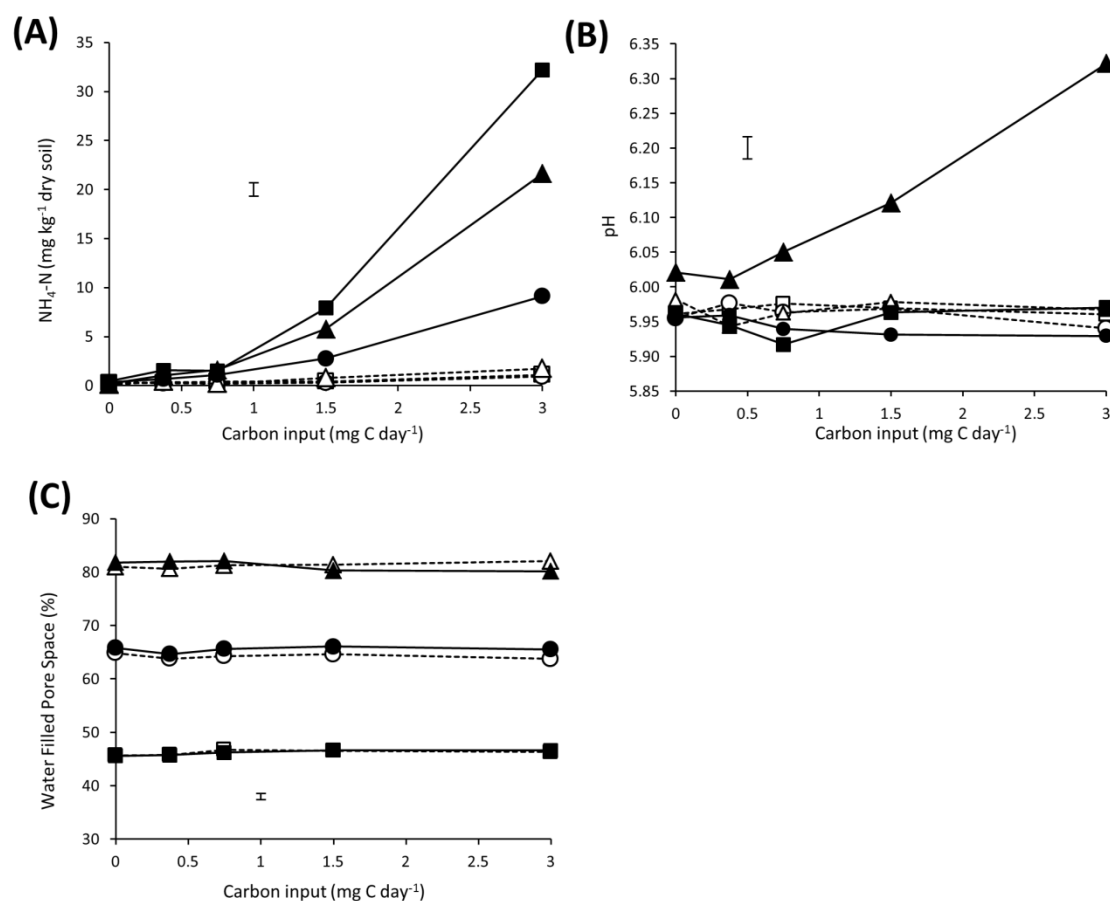 (A)
35
30
25
20
15
10
5
0
NH₄-N (mg kg⁻¹ dry soil)
0 0.5 1 1.5 2 2.5 3
Carbon input (mg C day⁻¹)
(B)
6.35
6.30
6.25
6.20
6.15
6.10
6.05
6.00
5.95
5.90
5.85
pH
0 0.5 1 1.5 2 2.5 3
Carbon input (mg C day⁻¹)
(C)
90
80
70
60
50
40
30
Water Filled Pore Space (%)
0 0.5 1 1.5 2 2.5 3
Carbon input (mg C day⁻¹)